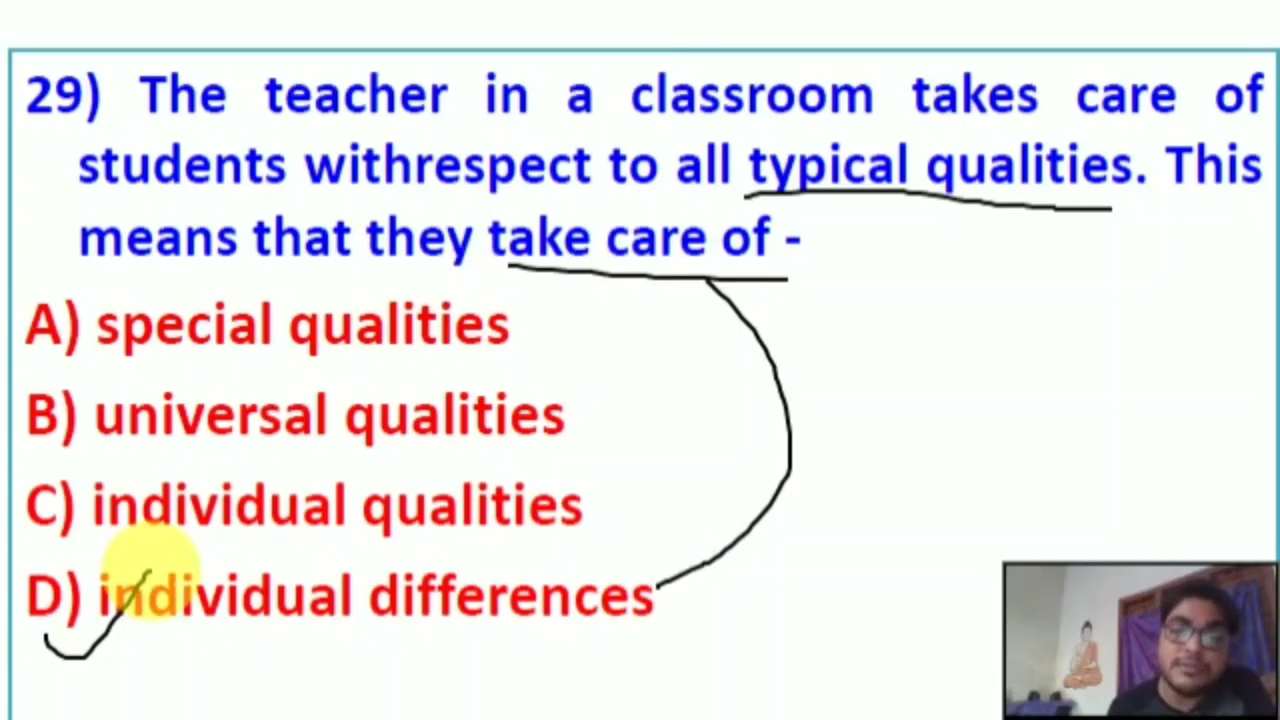 29) The teacher in a classroom takes care of
students withrespect to all typical qualities. This
means that they take care of -
A) special qualities
B) universal qualities
C) individual qualities
D) individual differences